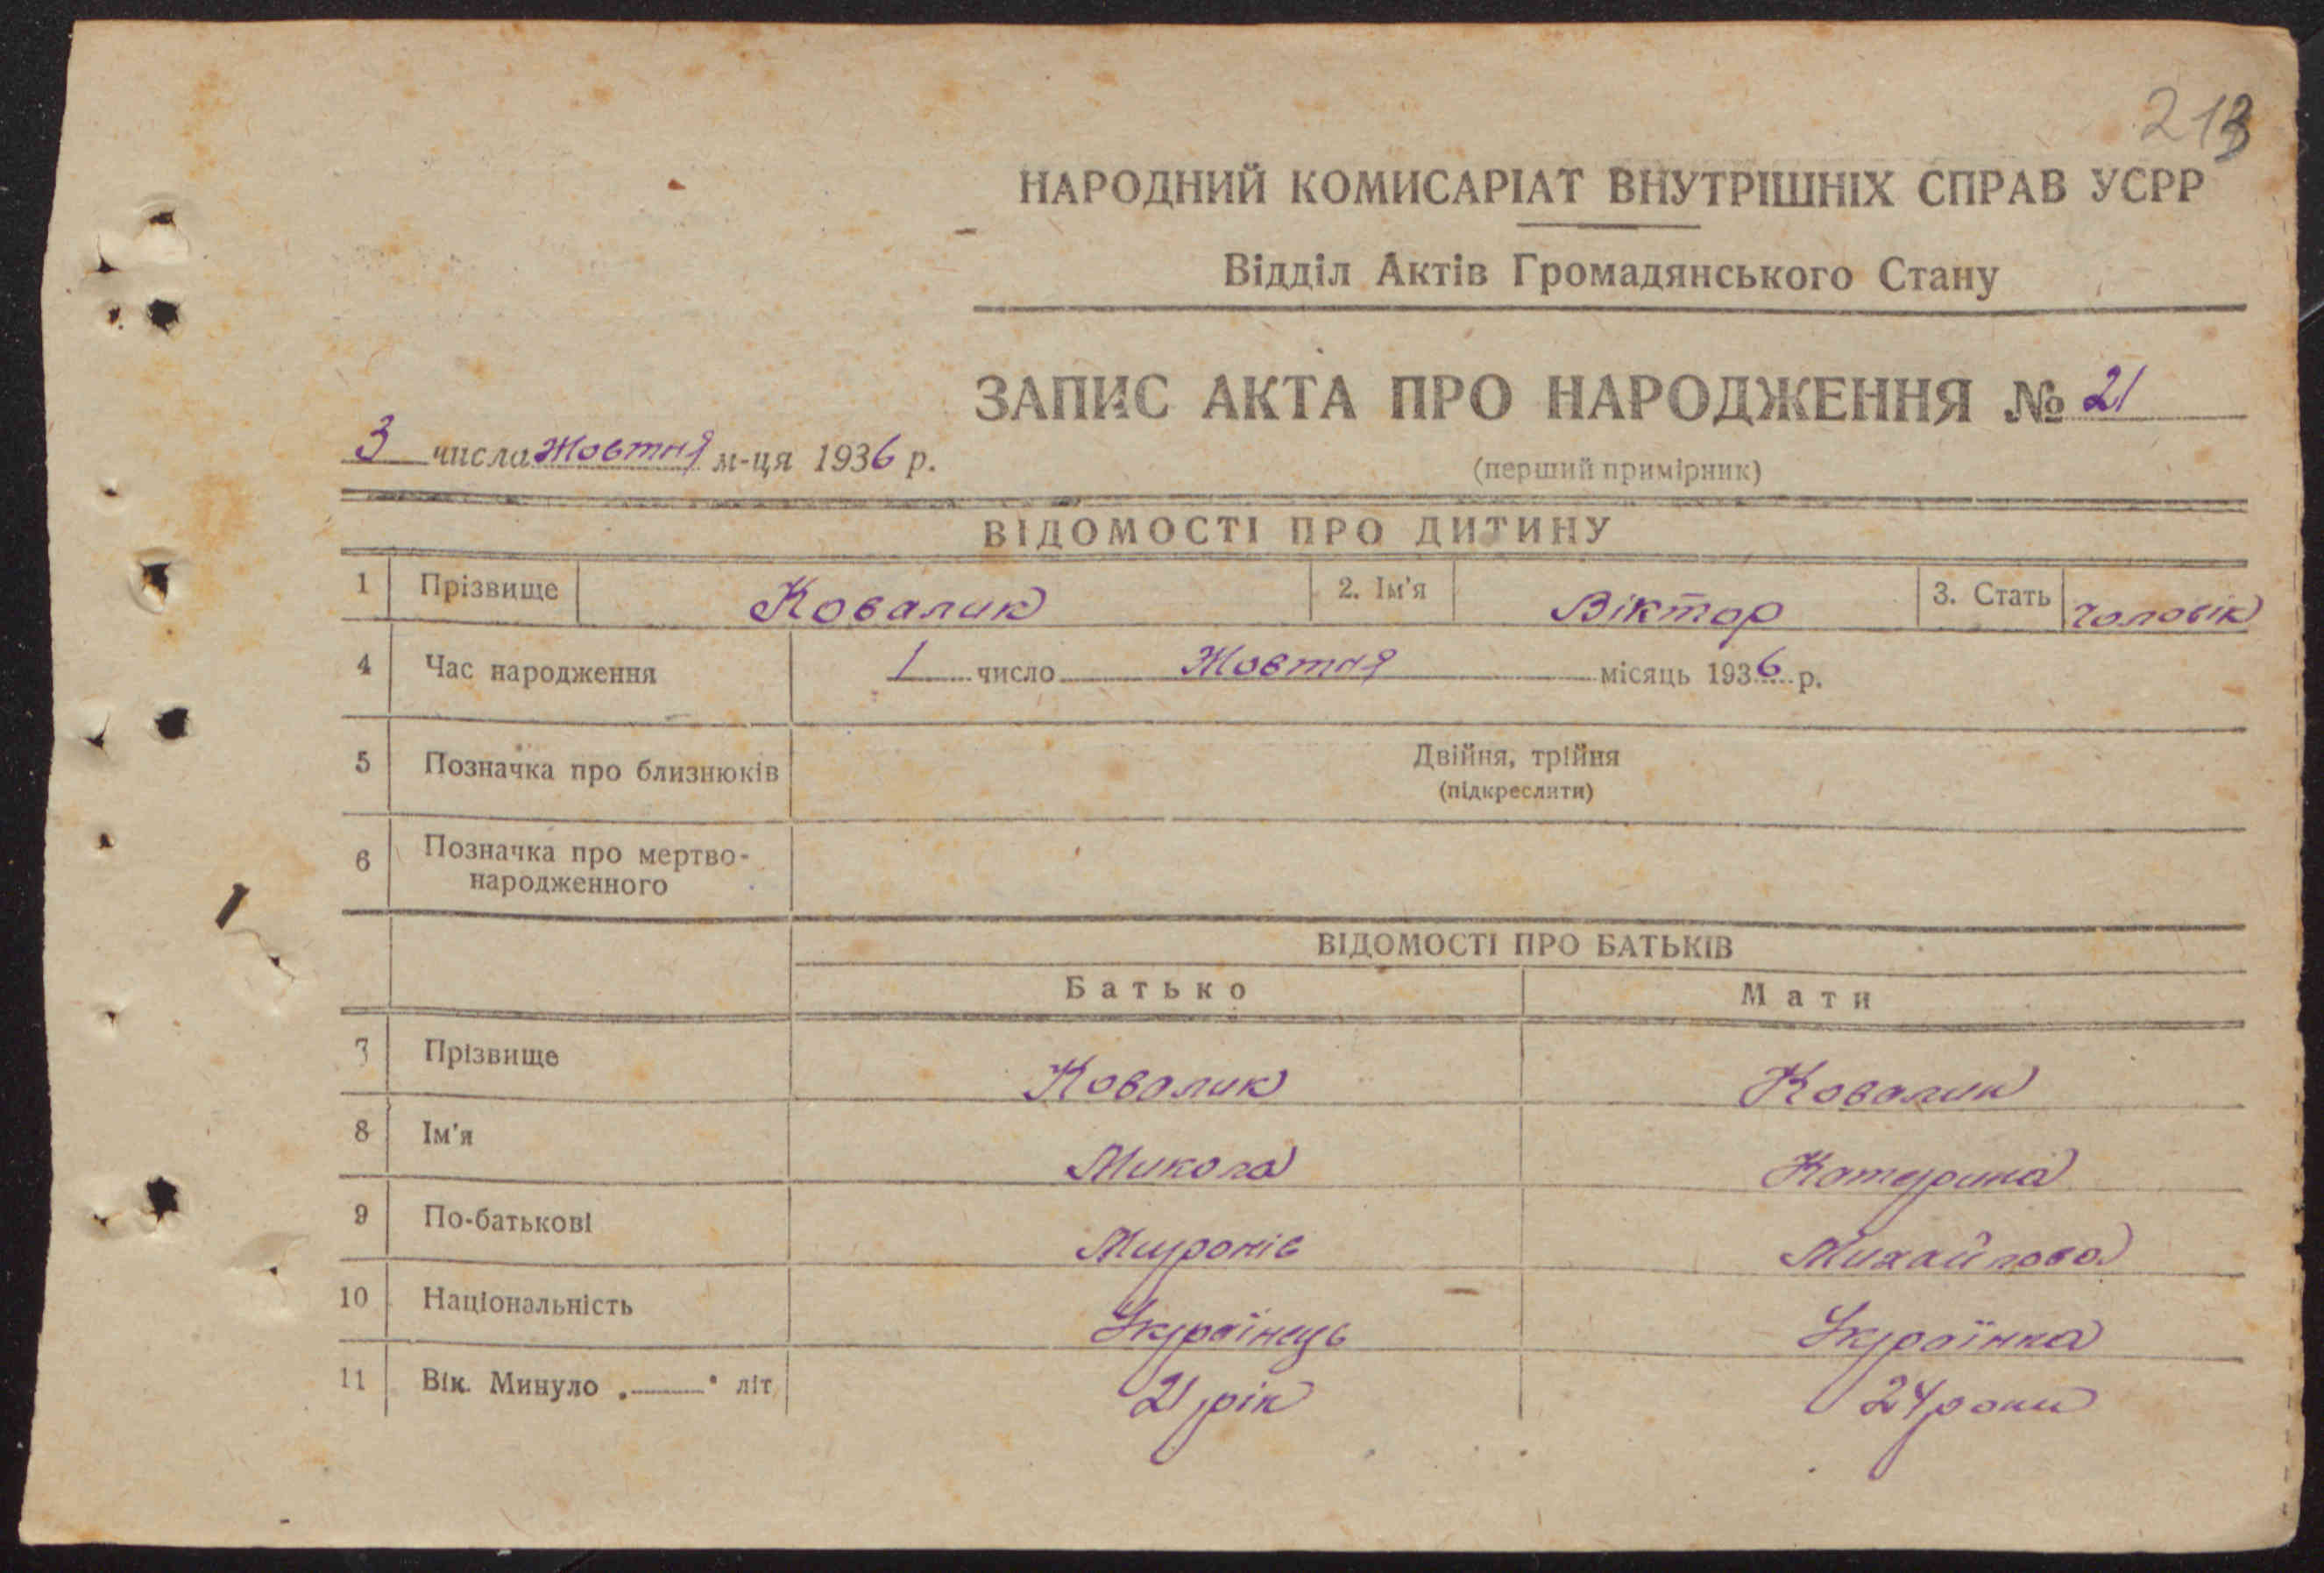 213
НАРОДНИЙ КОМИСАРІАТ ВНУТРІШНІХ СПРАВ УСРР
Відділ Актів Громадянського Стану
ЗАПИС АКТА ПРО НАРОДЖЕННЯ № 21
3 числа Жовтня м-ця 1936 р.
(перший примірник)
ВІДОМОСТІ ПРО ДИТИНУ
1 Прізвище Ковалик 2. Ім'я Віктор 3. Стать чоловік
4 Час народження 1 число Жовтня місяць 1936 р.
5 Позначка про близнюків Двійня, трійня
(підкреслити)
6 Позначка про мертво-
народженного
ВІДОМОСТІ ПРО БАТЬКІВ
Батько Мати
7 Прізвище Ковалик Ковалик
8 Ім'я Микола Катерина
9 По-батькові Миронів Михайлова
10 Національність Українець Українка
11 Вік. Минуло „——" літ 21 рік 24 роки